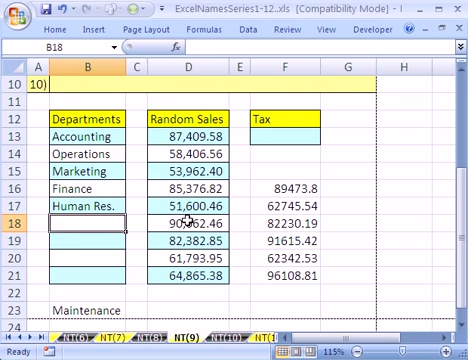 ExcelNamesSeries1-12..xls [Compatibility Mode] -
Home Insert Page Layout Formulas Data Review View Developer
B18 fx
A B C D E F G H
10 10)
11
12 Departments Random Sales Tax
13 Accounting 87,409.58
14 Operations 58,406.56
15 Marketing 53,962.40
16 Finance 85,376.82 89473.8
17 Human Res. 51,600.46 62745.54
18 82230.19
19 82,382.85 91615.42
20 61,793.95 62342.53
21 64,865.38 96108.81
22
23 Maintenance
24
NT(6) NT(7) NT(8) NT(9) NT(10) NT(1
Ready 115%